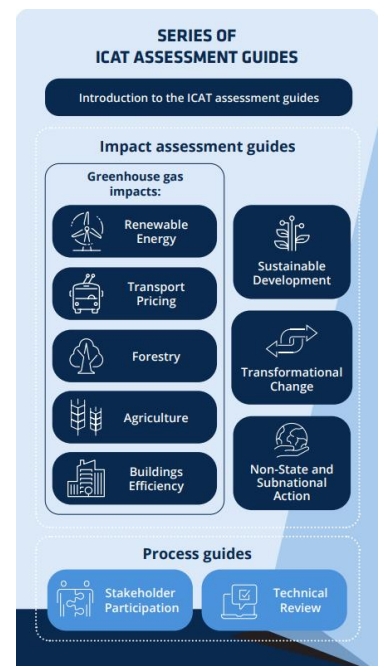 SERIES OF
ICAT ASSESSMENT GUIDES
Introduction to the ICAT assessment guides
Impact assessment guides
Greenhouse gas
impacts:
Renewable
Energy
Transport
Pricing
Forestry
Agriculture
Buildings
Efficiency
Sustainable
Development
Transformational
Change
Non-State and
Subnational
Action
Process guides
Stakeholder
Participation
Technical
Review